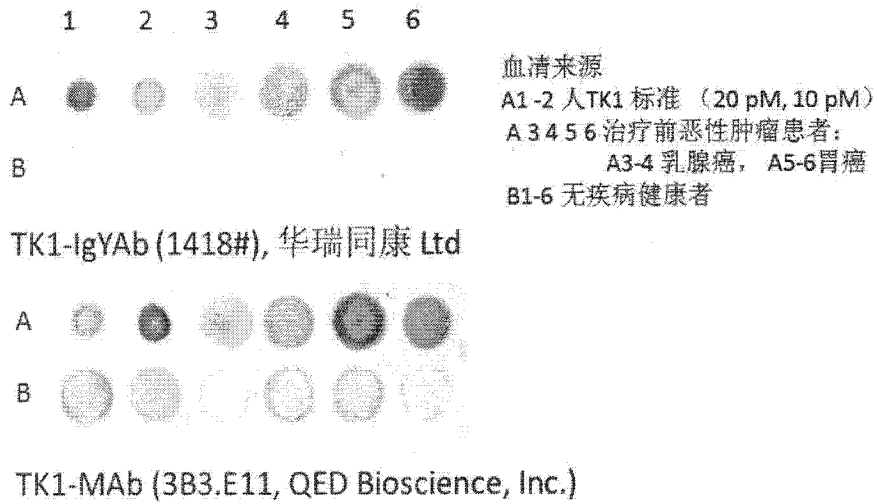 1 2 3 4 5 6
A
B
血清来源
A1-2 人TK1 标准 (20 pM, 10 pM)
A 3 4 5 6 治疗前恶性肿瘤患者:
A3-4 乳腺癌, A5-6胃癌
B1-6 无疾病健康者
TK1-IgYAb (1418#), 华瑞同康 Ltd
A
B
TK1-MAb (3B3.E11, QED Bioscience, Inc.)